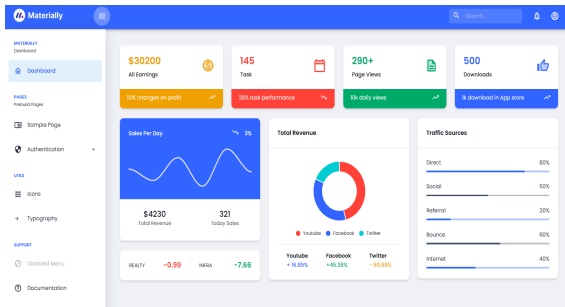 Materially
Search...
MATERIALLY
Dashboard
Dashboard
PAGES
Prebuild Pages
Sample Page
Authentication
UTILS
Icons
Typography
SUPPORT
Disabled Menu
Documentation
$30200
All Earnings
10% changes on profit
145
Task
28% task performance
290+
Page Views
10k daily views
500
Downloads
1k download in App store
Sales Per Day
3%
$4230
Total Revenue
321
Today Sales
REALTY
-0.99
INFRA
-7.66
Total Revenue
Youtube
Facebook
Twitter
Youtube
+ 16.85%
Facebook
+45.36%
Twitter
- 50.69%
Traffic Sources
Direct
80%
Social
50%
Referral
20%
Bounce
60%
Internet
40%